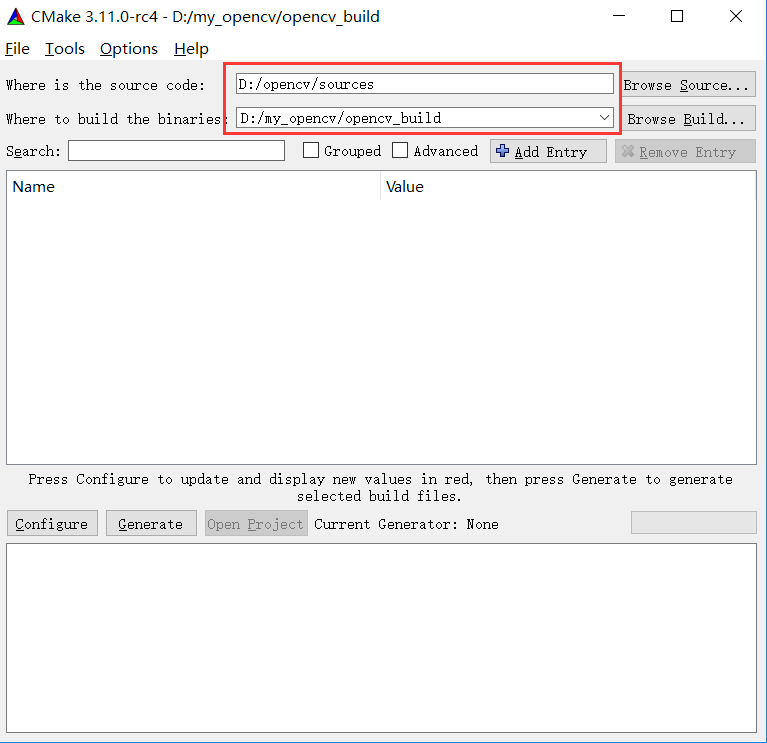 CMake 3.11.0-rc4 - D:/my_opencv/opencv_build
File Tools Options Help
Where is the source code: D:/opencv/sources Browse Source...
Where to build the binaries: D:/my_opencv/opencv_build Browse Build...
Search: Grouped Advanced Add Entry Remove Entry
Name Value
Press Configure to update and display new values in red, then press Generate to generate
selected build files.
Configure Generate Open Project Current Generator: None